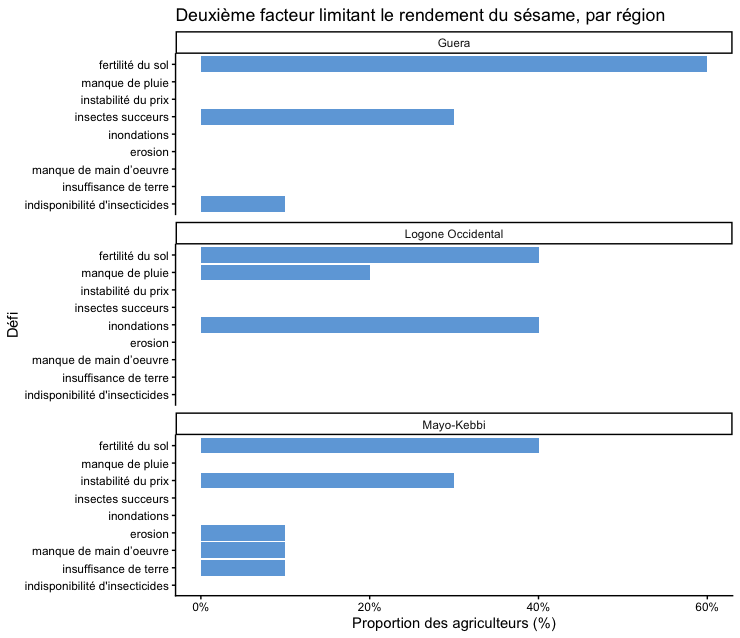 Deuxième facteur limitant le rendement du sésame, par région
Guera
fertilité du sol
manque de pluie
instabilité du prix
insectes succeurs
inondations
erosion
manque de main d'oeuvre
insuffisance de terre
indisponibilité d'insecticides
Logone Occidental
fertilité du sol
manque de pluie
instabilité du prix
insectes succeurs
inondations
erosion
manque de main d'oeuvre
insuffisance de terre
indisponibilité d'insecticides
Mayo-Kebbi
fertilité du sol
manque de pluie
instabilité du prix
insectes succeurs
inondations
erosion
manque de main d'oeuvre
insuffisance de terre
indisponibilité d'insecticides
Défi
0% 20% 40% 60%
Proportion des agriculteurs (%)